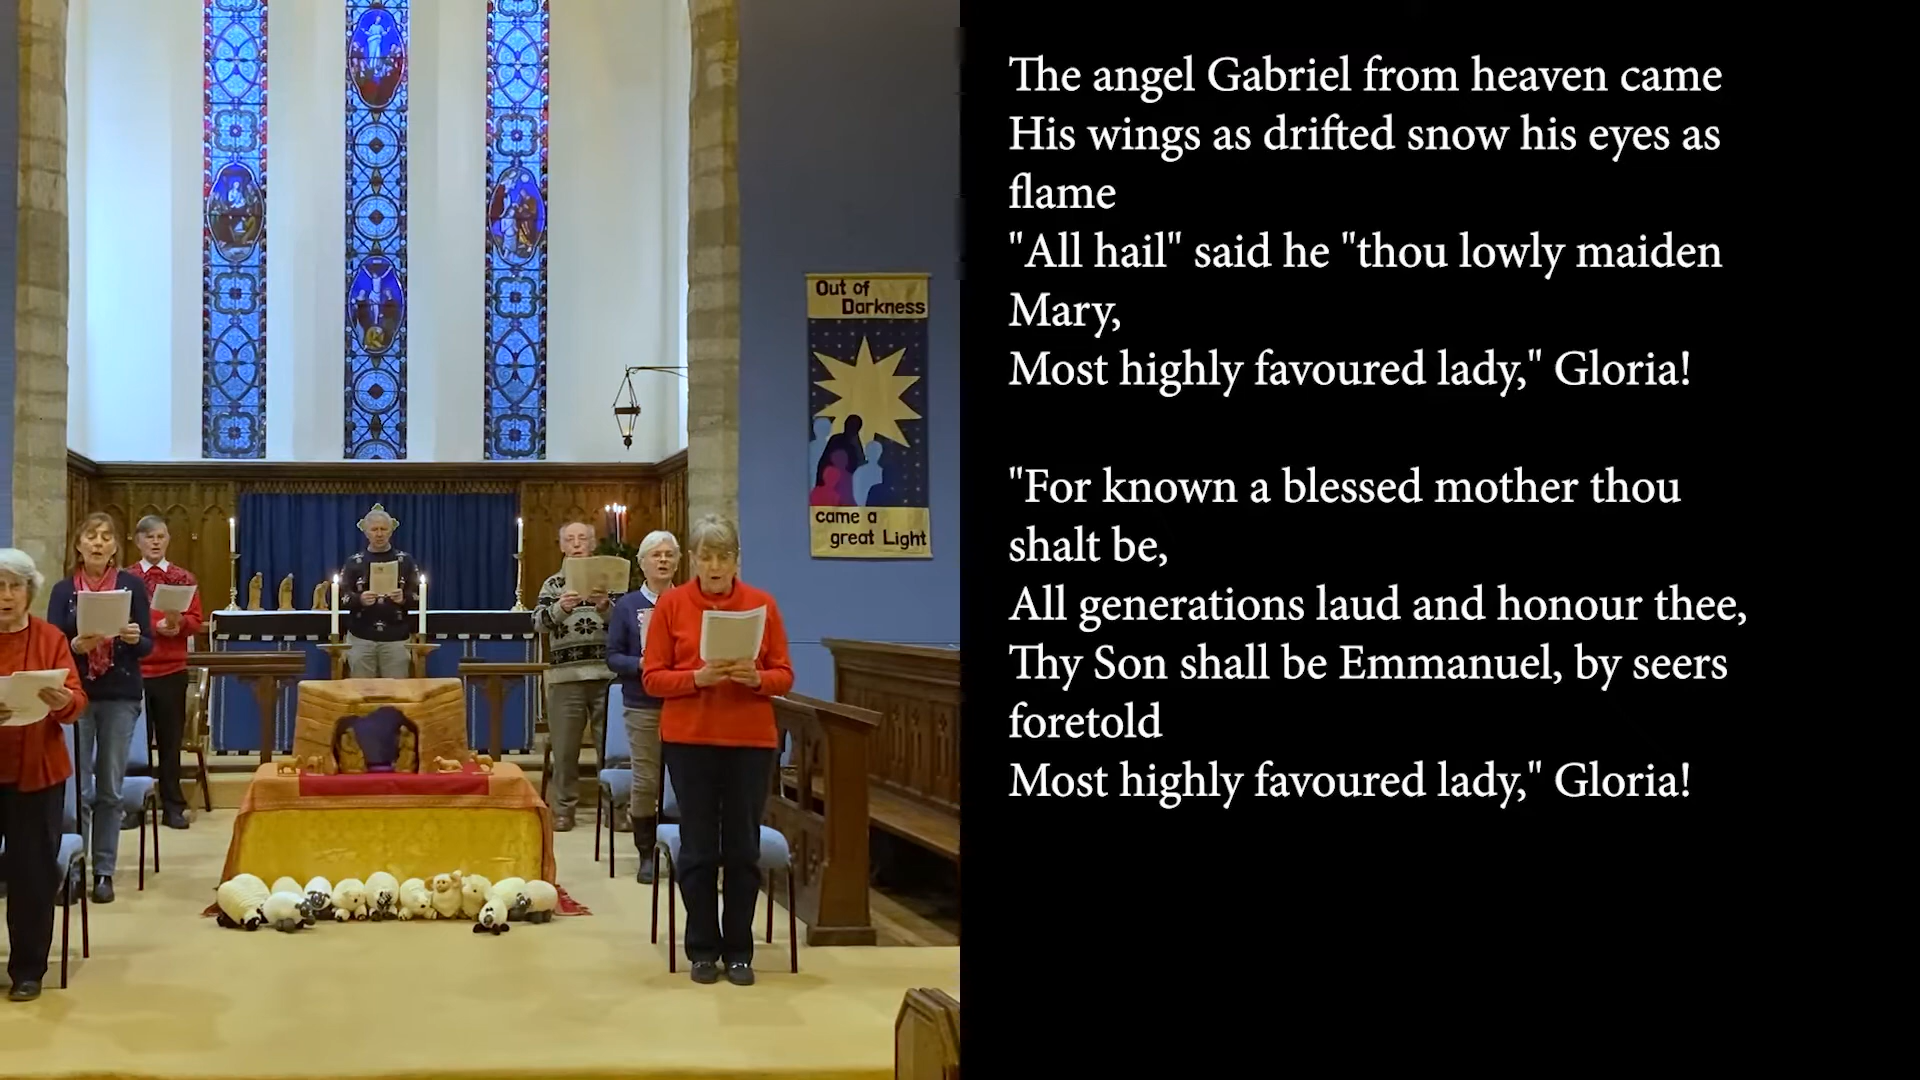 Out of
Darkness
came a
great Light
The angel Gabriel from heaven came
His wings as drifted snow his eyes as
flame
"All hail" said he "thou lowly maiden
Mary,
Most highly favoured lady," Gloria!
"For known a blessed mother thou
shalt be,
All generations laud and honour thee,
Thy Son shall be Emmanuel, by seers
foretold
Most highly favoured lady," Gloria!